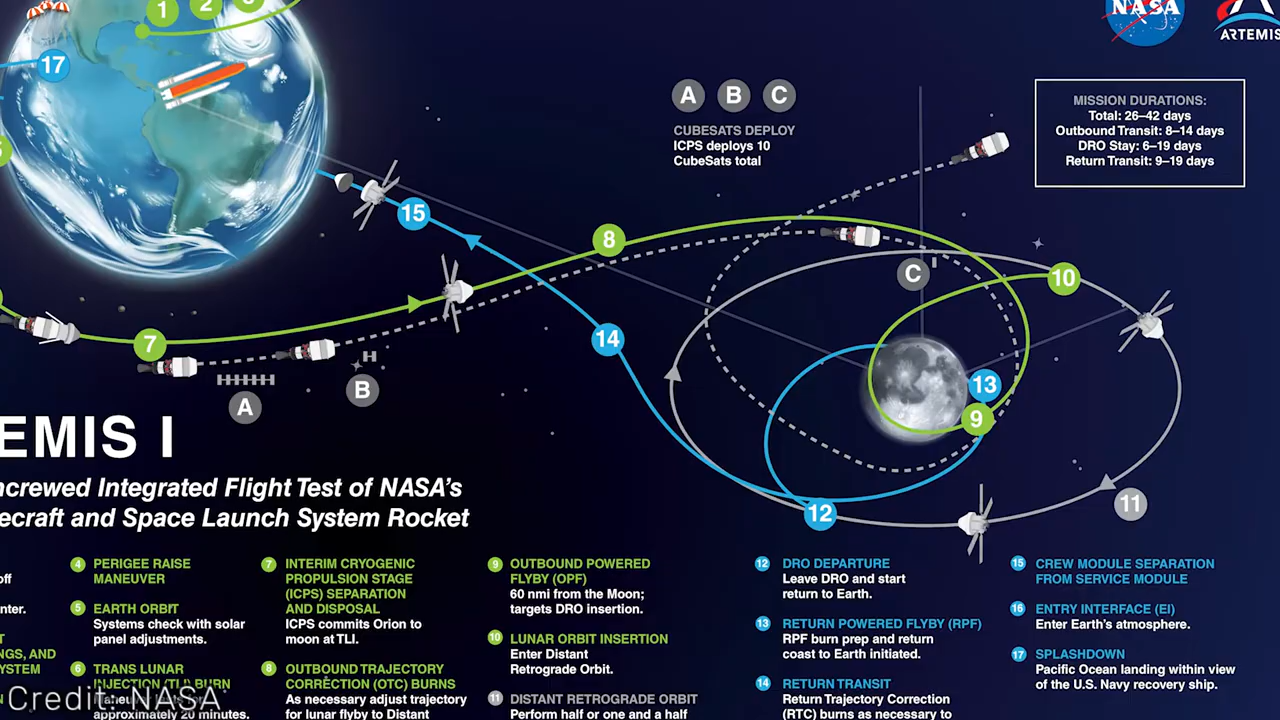 1 2
NASA
ARTEMIS
17
A B C
CUBESATS DEPLOY
ICPS deploys 10
CubeSats total
MISSION DURATIONS:
Total: 26–42 days
Outbound Transit: 8–14 days
DRO Stay: 6–19 days
Return Transit: 9–19 days
15
8
C
10
7
14
A
B
13
9
12
11
EMIS I
ncrewed Integrated Flight Test of NASA's
ecraft and Space Launch System Rocket
off
nter.
T
NGS, AND
YSTEM
4 PERIGEE RAISE
MANEUVER
5 EARTH ORBIT
Systems check with solar
panel adjustments.
6 TRANS LUNAR
INJECTION (TLI) BURN
approximately 20 minutes.
7 INTERIM CRYOGENIC
PROPULSION STAGE
(ICPS) SEPARATION
AND DISPOSAL
ICPS commits Orion to
moon at TLI.
8 OUTBOUND TRAJECTORY
CORRECTION (OTC) BURNS
As necessary adjust trajectory
for lunar flyby to Distant
9 OUTBOUND POWERED
FLYBY (OPF)
60 nmi from the Moon;
targets DRO insertion.
10 LUNAR ORBIT INSERTION
Enter Distant
Retrograde Orbit.
11 DISTANT RETROGRADE ORBIT
Perform half or one and a half
12 DRO DEPARTURE
Leave DRO and start
return to Earth.
13 RETURN POWERED FLYBY (RPF)
RPF burn prep and return
coast to Earth initiated.
14 RETURN TRANSIT
Return Trajectory Correction
(RTC) burns as necessary to
15 CREW MODULE SEPARATION
FROM SERVICE MODULE
16 ENTRY INTERFACE (EI)
Enter Earth's atmosphere.
17 SPLASHDOWN
Pacific Ocean landing within view
of the U.S. Navy recovery ship.
Credit: NASA